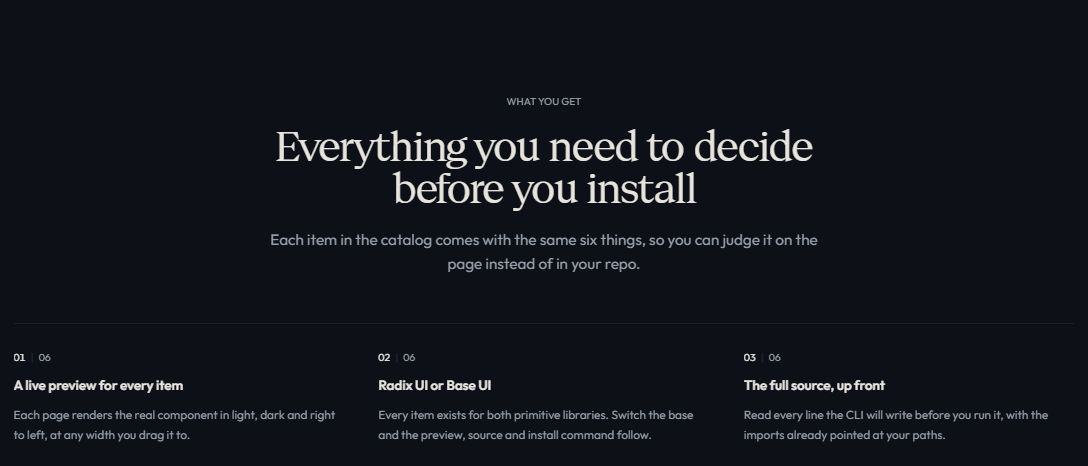 WHAT YOU GET
Everything you need to decide
before you install
Each item in the catalog comes with the same six things, so you can judge it on the
page instead of in your repo.
01 | 06
A live preview for every item
Each page renders the real component in light, dark and right
to left, at any width you drag it to.
02 | 06
Radix UI or Base UI
Every item exists for both primitive libraries. Switch the base
and the preview, source and install command follow.
03 | 06
The full source, up front
Read every line the CLI will write before you run it, with the
imports already pointed at your paths.